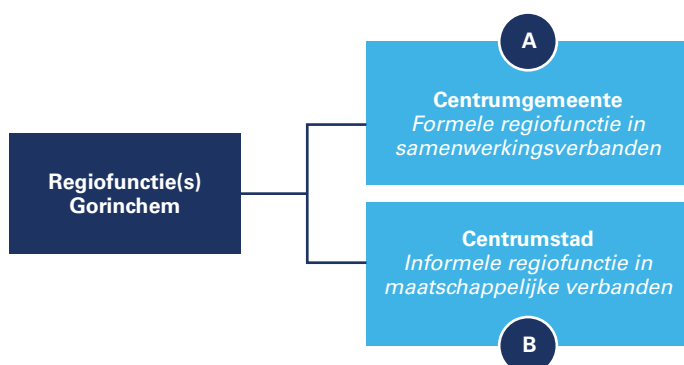 Regiofunctie(s)
Gorinchem
A
Centrumgemeente
Formele regiofunctie in
samenwerkingsverbanden
Centrumstad
Informele regiofunctie in
maatschappelijke verbanden
B